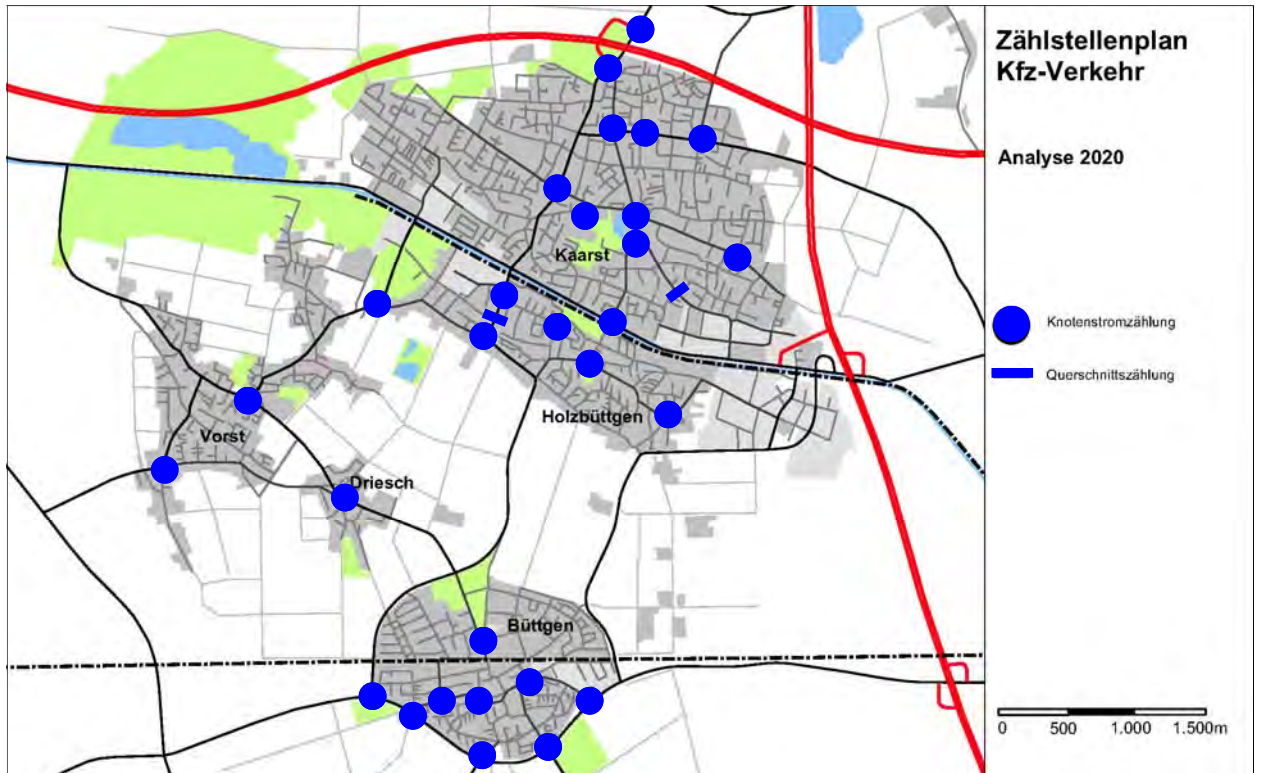 Zählstellenplan
Kfz-Verkehr
Analyse 2020
Kaarst
Knotenstromzählung
Querschnittszählung
Holzbüttgen
Vorst
Driesch
Büttgen
0 500 1.000 1.500m